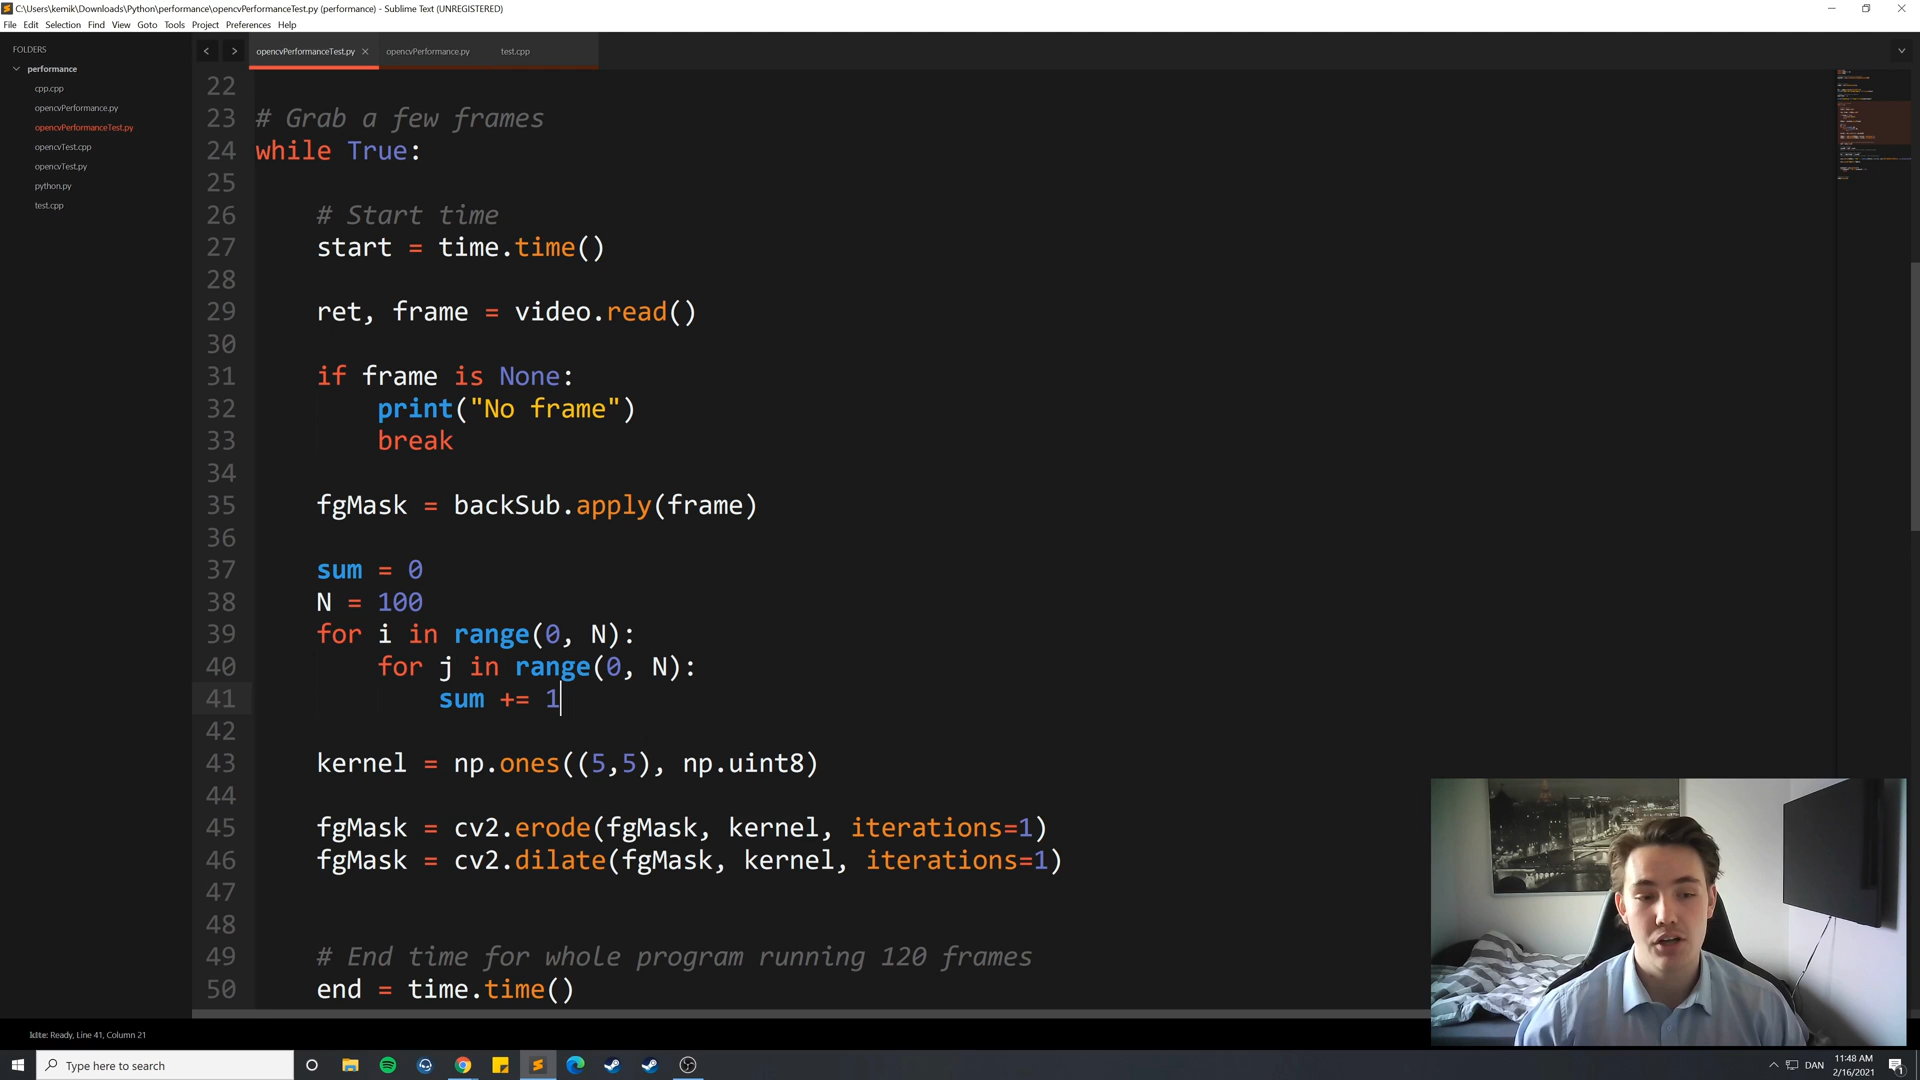 C:\Users\kemik\Downloads\Python\performance\opencvPerformanceTest.py (performance) - Sublime Text (UNREGISTERED)
File Edit Selection Find View Goto Tools Project Preferences Help
FOLDERS
performance
cpp.cpp
opencvPerformance.py
opencvPerformanceTest.py
opencvTest.cpp
opencvTest.py
python.py
test.cpp
opencvPerformanceTest.py opencvPerformance.py test.cpp
22
23 # Grab a few frames
24 while True:
25
26 # Start time
27 start = time.time()
28
29 ret, frame = video.read()
30
31 if frame is None:
32 print("No frame")
33 break
34
35 fgMask = backSub.apply(frame)
36
37 sum = 0
38 N = 100
39 for i in range(0, N):
40 for j in range(0, N):
41 sum += 1
42
43 kernel = np.ones((5,5), np.uint8)
44
45 fgMask = cv2.erode(fgMask, kernel, iterations=1)
46 fgMask = cv2.dilate(fgMask, kernel, iterations=1)
47
48
49 # End time for whole program running 120 frames
50 end = time.time()
Ready, Line 41, Column 21
Type here to search
DAN
11:48 AM
2/16/2021